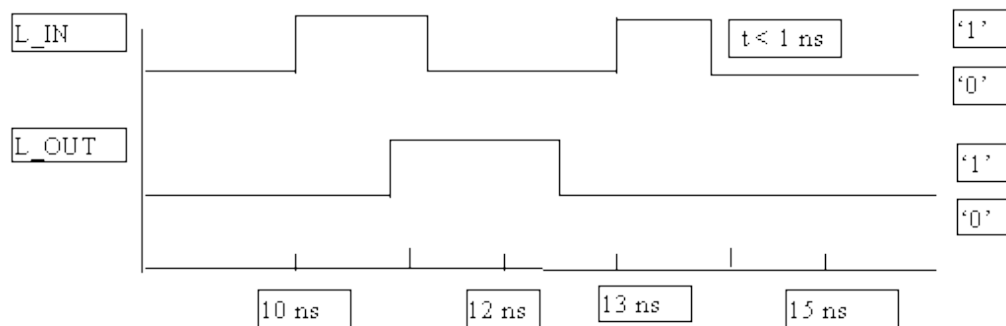 L_IN
t < 1 ns
‘1’
‘0’
L_OUT
‘1’
‘0’
10 ns
12 ns
13 ns
15 ns